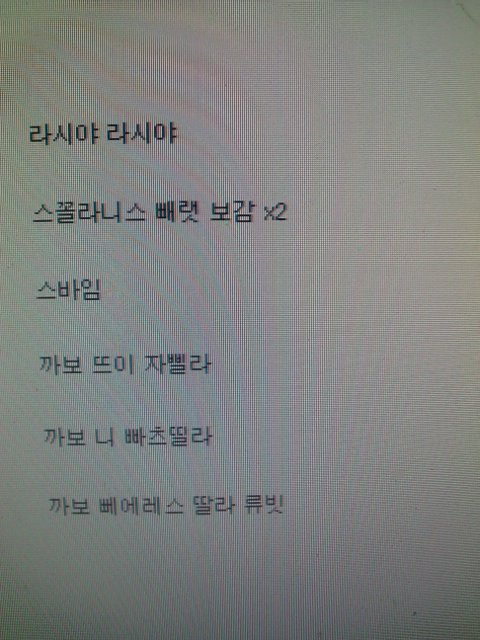 라시야 라시야
스꼴라니스 빼랫 보감 x2
스바임
까보 뜨이 자삘라
까보 니 빠츠띨라
까보 뻬에레스 딸라 류빗